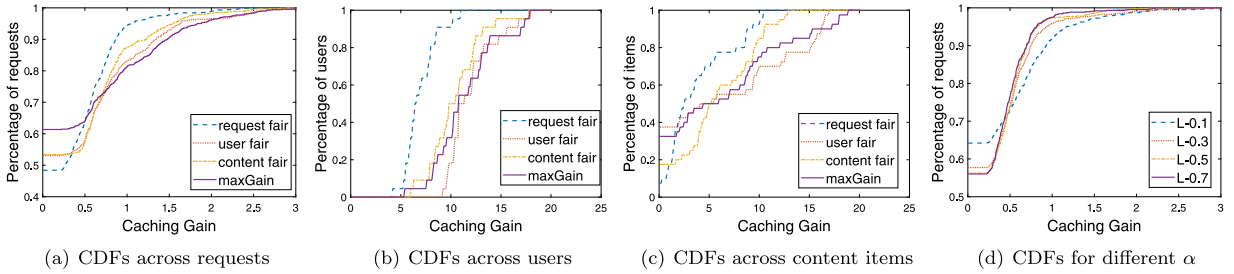 Percentage of requests
1
0.9
0.8
0.7
0.6
0.5
0.4
0 0.5 1 1.5 2 2.5 3
Caching Gain
request fair
user fair
content fair
maxGain
(a) CDFs across requests
Percentage of users
1
0.8
0.6
0.4
0.2
0
0 5 10 15 20 25
Caching Gain
request fair
user fair
content fair
maxGain
(b) CDFs across users
Percentage of items
1
0.8
0.6
0.4
0.2
0
0 5 10 15 20 25
Caching Gain
request fair
user fair
content fair
maxGain
(c) CDFs across content items
Percentage of requests
1
0.9
0.8
0.7
0.6
0.5
0 0.5 1 1.5 2 2.5 3
Caching Gain
L-0.1
L-0.3
L-0.5
L-0.7
(d) CDFs for different α